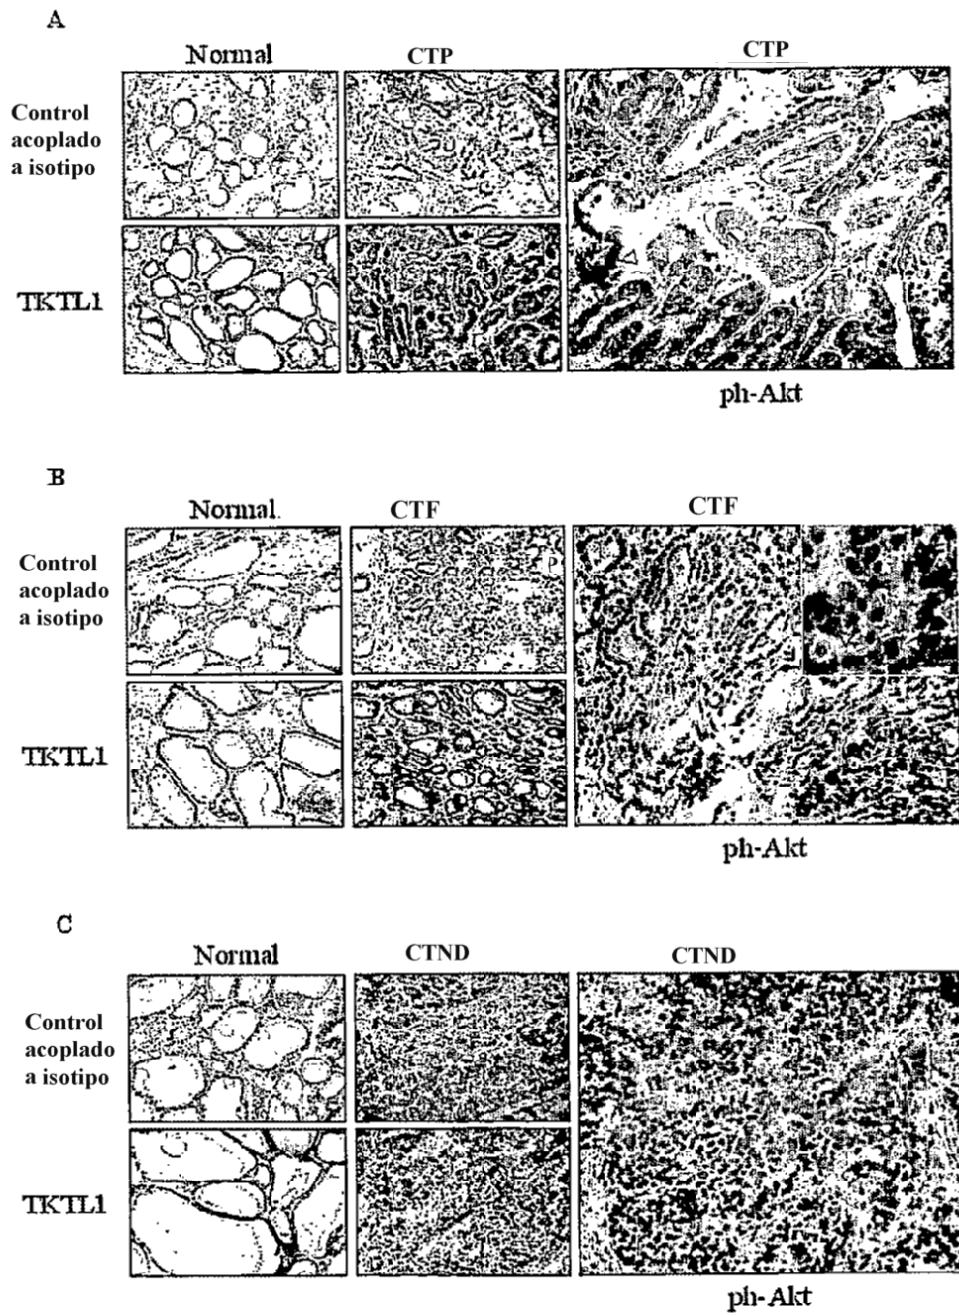 A
Normal
CTP
CTP
Control
acoplado
a isotipo
TKTL1
ph-Akt
B
Normal.
CTF
CTF
Control
acoplado
a isotipo
P
TKTL1
ph-Akt
C
Normal
CTND
CTND
Control
acoplado
a isotipo
TKTL1
ph-Akt